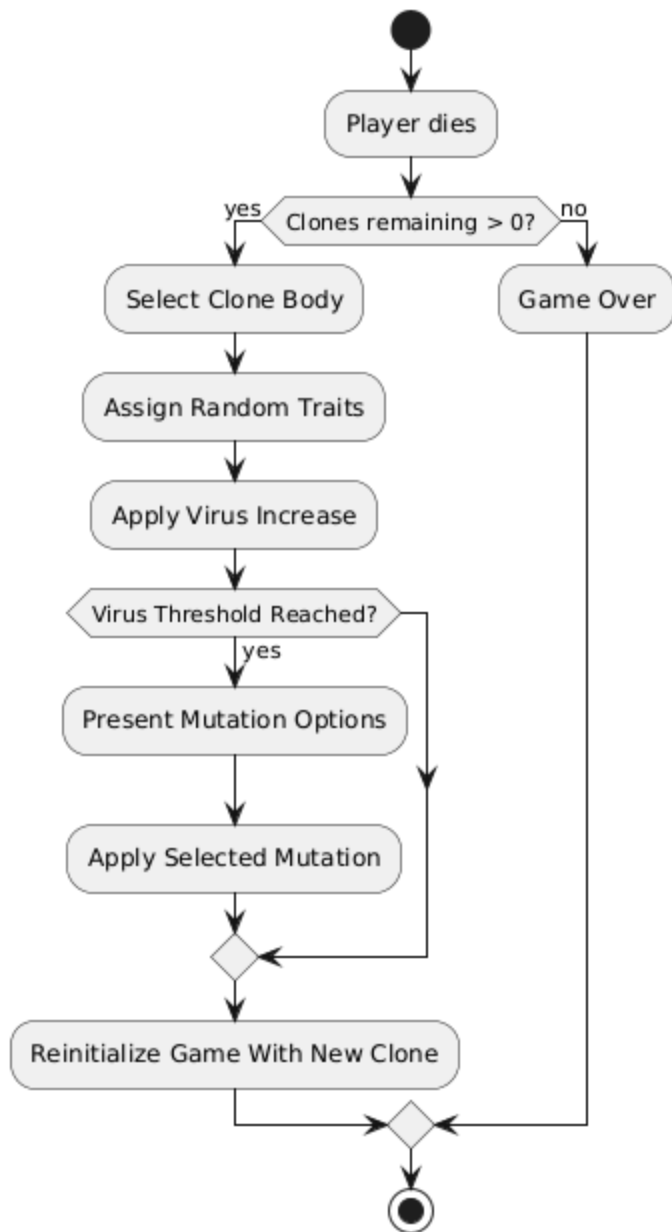 Player dies
yes
Clones remaining > 0?
no
Select Clone Body
Game Over
Assign Random Traits
Apply Virus Increase
Virus Threshold Reached?
yes
Present Mutation Options
Apply Selected Mutation
Reinitialize Game With New Clone